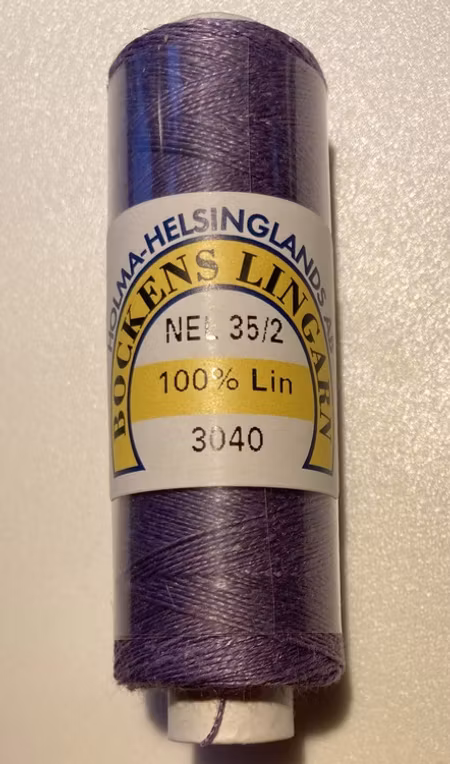 HOLMA-HELSINGLANDS AB
BOCKENS LINGARN
NEL 35/2
100% Lin
3040